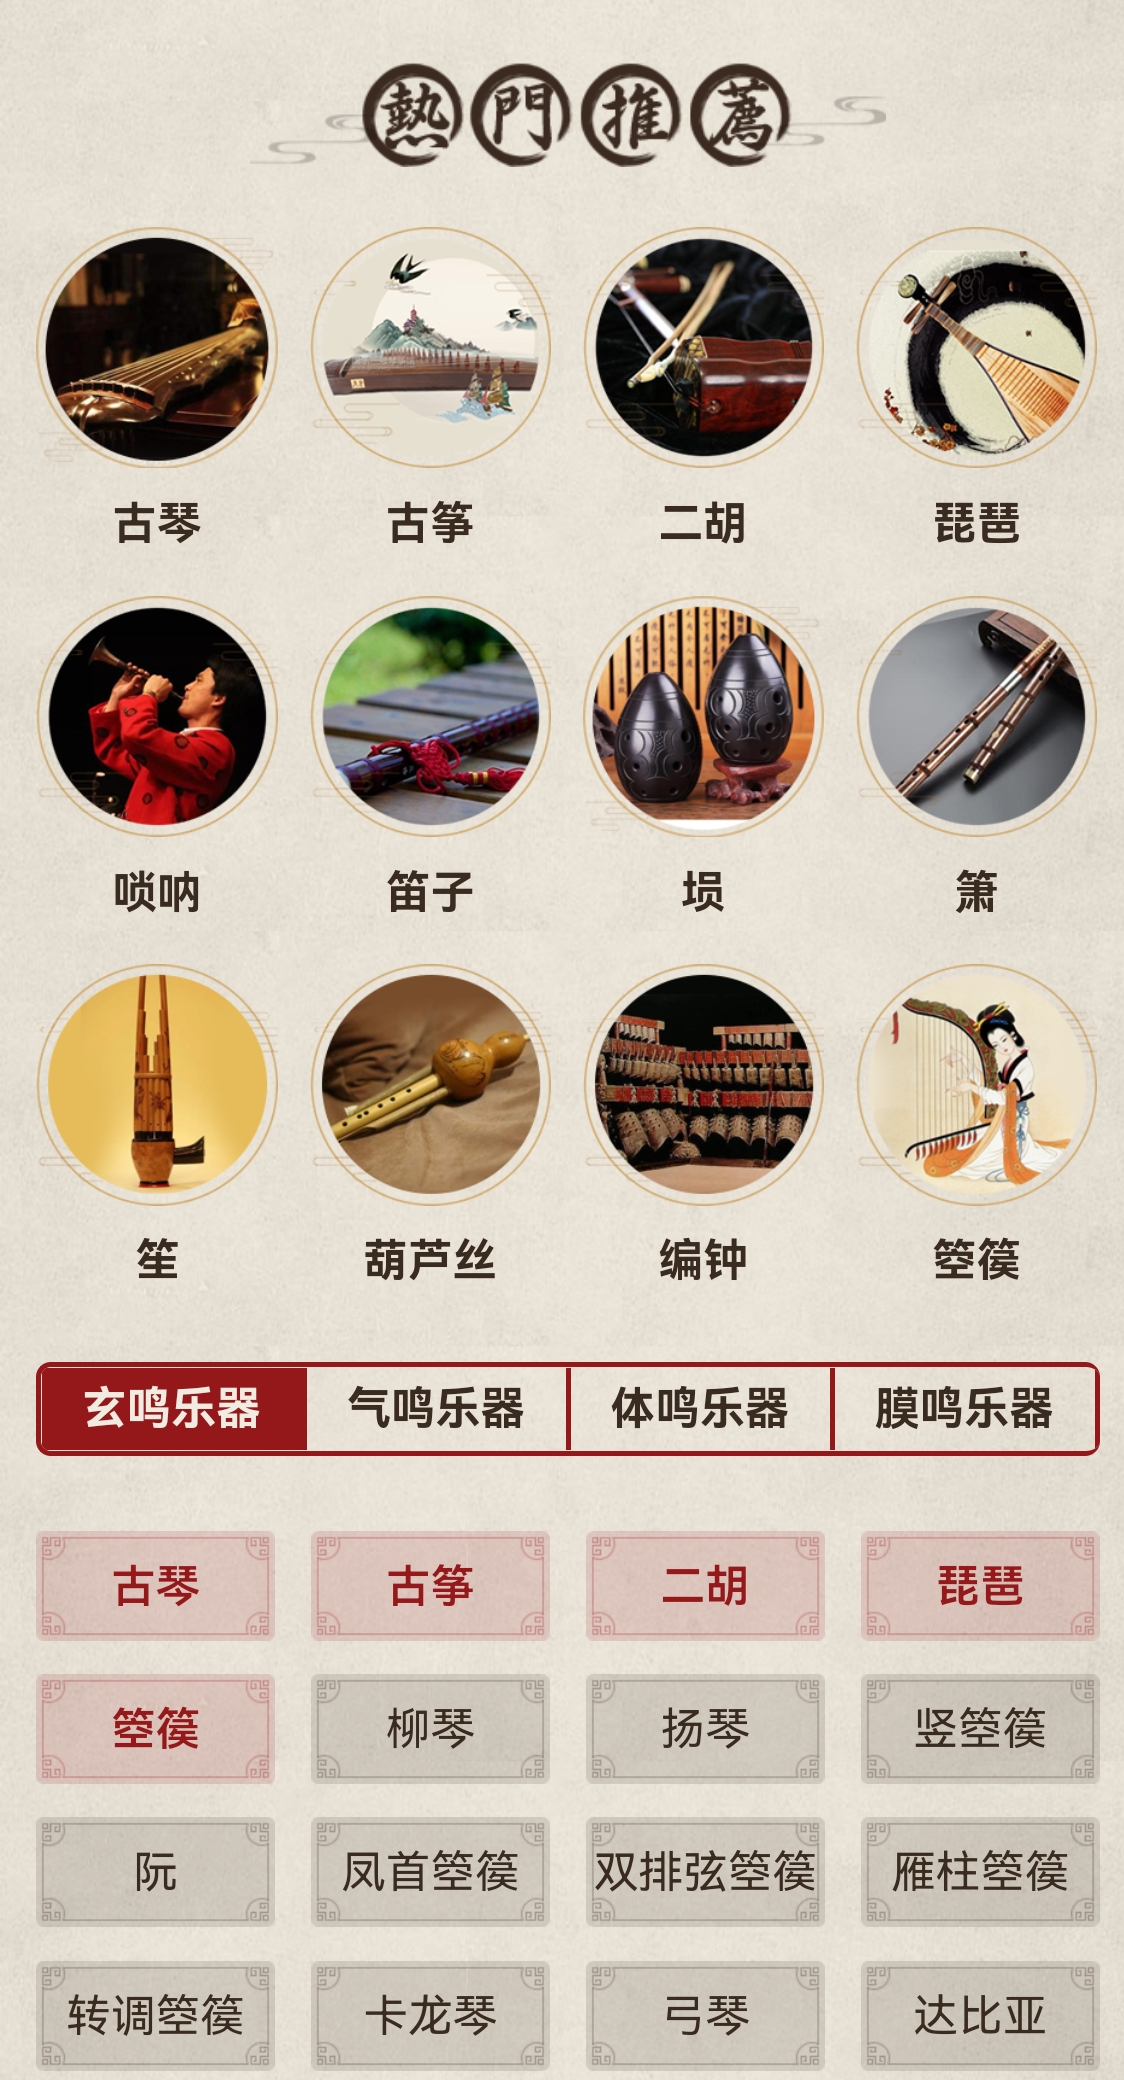 熱門推薦
古琴 古筝 二胡 琵琶
唢呐 笛子 埙 箫
笙 葫芦丝 编钟 箜篌
玄鸣乐器 气鸣乐器 体鸣乐器 膜鸣乐器
古琴 古筝 二胡 琵琶
箜篌 柳琴 扬琴 竖箜篌
阮 凤首箜篌 双排弦箜篌 雁柱箜篌
转调箜篌 卡龙琴 弓琴 达比亚